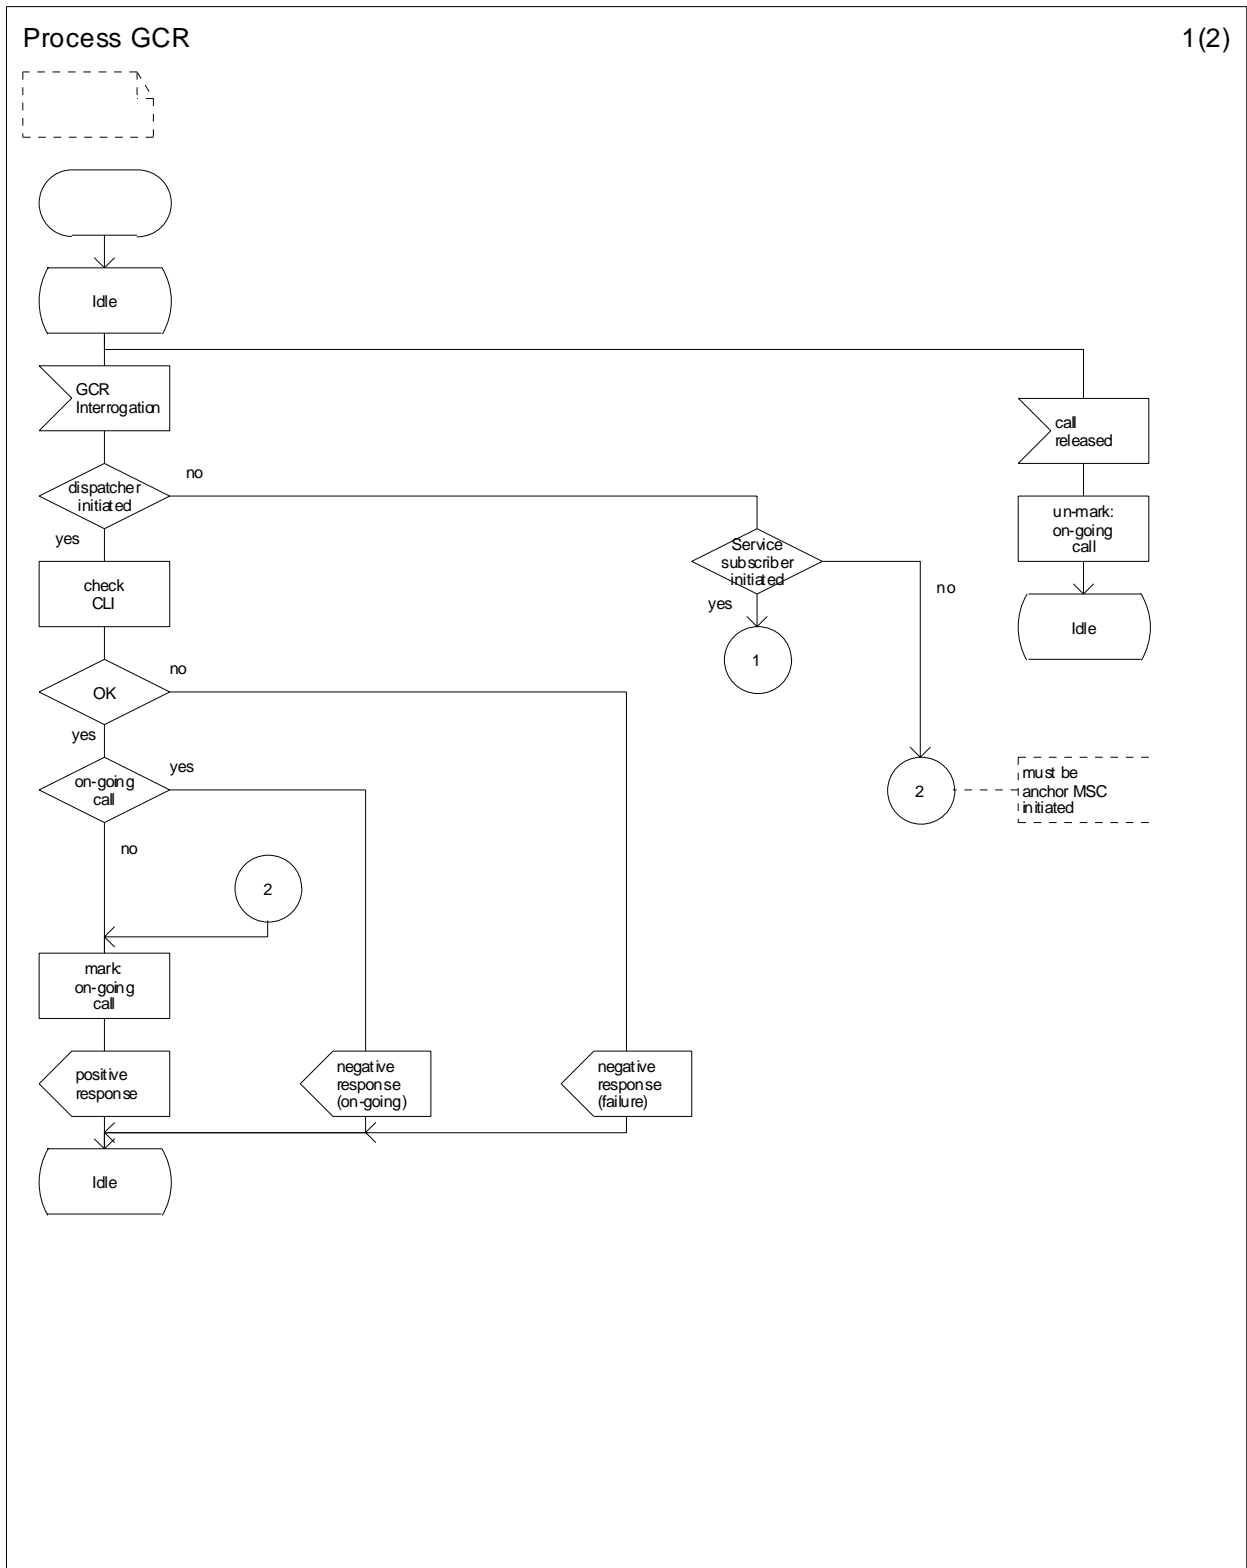 Process GCR
1(2)
Idle
GCR
Interrogation
call
released
no
dispatcher
initiated
yes
un-mark:
on-going
call
Service
subscriber
initiated
yes
no
check
CLI
Idle
1
no
OK
yes
yes
on-going
call
no
2
must be
anchor MSC
initiated
2
mark:
on-going
call
positive
response
negative
response
(on-going)
negative
response
(failure)
Idle